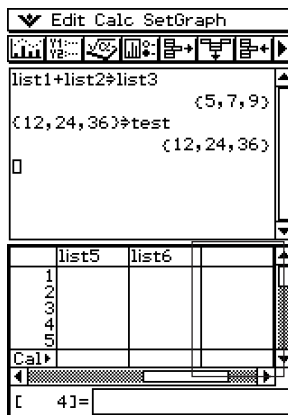 Edit Calc SetGraph
list1+list2⇒list3
{5,7,9}
{12,24,36}⇒test
{12,24,36}
list5 list6
1
2
3
4
5
Cal▶
[ 4]=